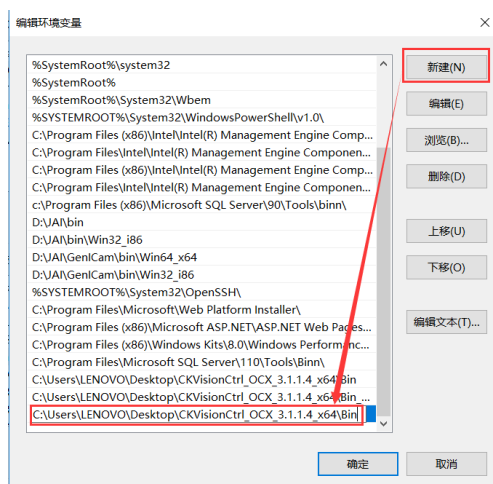 编辑环境变量
%SystemRoot%\system32
%SystemRoot%
%SystemRoot%\System32\Wbem
%SYSTEMROOT%\System32\WindowsPowerShell\v1.0\
C:\Program Files (x86)\Intel\Intel(R) Management Engine Comp...
C:\Program Files\Intel\Intel(R) Management Engine Componen...
C:\Program Files (x86)\Intel\Intel(R) Management Engine Comp...
C:\Program Files\Intel\Intel(R) Management Engine Componen...
c:\Program Files (x86)\Microsoft SQL Server\90\Tools\binn\
D:\JAI\bin
D:\JAI\bin\Win32_i86
D:\JAI\GenICam\bin\Win64_x64
D:\JAI\GenICam\bin\Win32_i86
%SYSTEMROOT%\System32\OpenSSH\
C:\Program Files\Microsoft\Web Platform Installer\
C:\Program Files (x86)\Microsoft ASP.NET\ASP.NET Web Pages...
C:\Program Files (x86)\Windows Kits\8.0\Windows Performanc...
C:\Program Files\Microsoft SQL Server\110\Tools\Binn\
C:\Users\LENOVO\Desktop\CKVisionCtrl_OCX_3.1.1.4_x64\Bin
C:\Users\LENOVO\Desktop\CKVisionCtrl_OCX_3.1.1.4_x64\Bin_...
C:\Users\LENOVO\Desktop\CKVisionCtrl_OCX_3.1.1.4_x64\Bin
新建(N)
编辑(E)
浏览(B)...
删除(D)
上移(U)
下移(O)
编辑文本(T)...
确定
取消